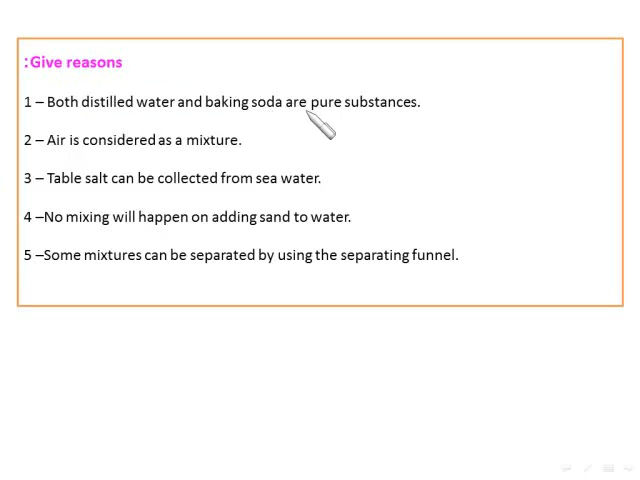 :Give reasons
1 – Both distilled water and baking soda are pure substances.
2 – Air is considered as a mixture.
3 – Table salt can be collected from sea water.
4 –No mixing will happen on adding sand to water.
5 –Some mixtures can be separated by using the separating funnel.